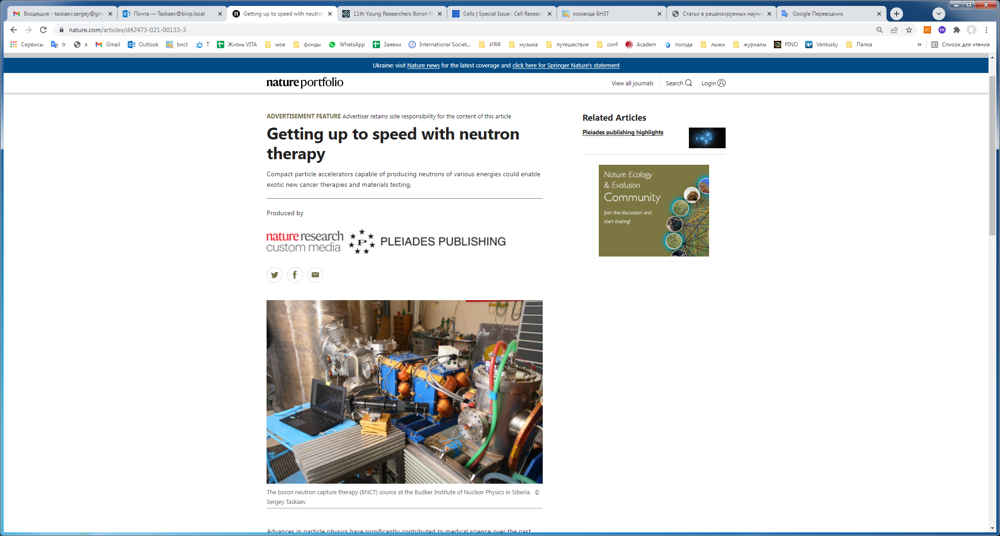 Входящие - taskaev.sergey@gm
Почта — Taskaev@binp.local
Getting up to speed with neutron
11th Young Researchers Boron N
Cells | Special Issue : Cell Researc
команда БНЗТ
Статьи в рецензируемых научн
Google Переводчик
nature.com/articles/d42473-021-00133-3
SC
EN
Сервисы
tr
я
Gmail
Outlook
bnct
T
Жизнь VITA
мое
фонды
WhatsApp
Заявки
International Societ...
ИЯФ
музыка
путешествия
conf
Academ
погода
лыжи
журналы
PINO
Ventusky
Папка
»
Список для чтения
Ukraine: visit Nature news for the latest coverage and click here for Springer Nature's statement
nature portfolio
View all journals
Search
Login
ADVERTISEMENT FEATURE Advertiser retains sole responsibility for the content of this article
Getting up to speed with neutron
therapy
Compact particle accelerators capable of producing neutrons of various energies could enable
exotic new cancer therapies and materials testing.
Produced by
nature research
custom media
P
PLEIADES PUBLISHING
The boron neutron capture therapy (BNCT) source at the Budker Institute of Nuclear Physics in Siberia. ©
Sergey Taskaev
Advances in particle physics have significantly contributed to medical science over the past
Related Articles
Pleiades publishing highlights
Nature Ecology
& Evolution
Community
Join the discussion and
start sharing!